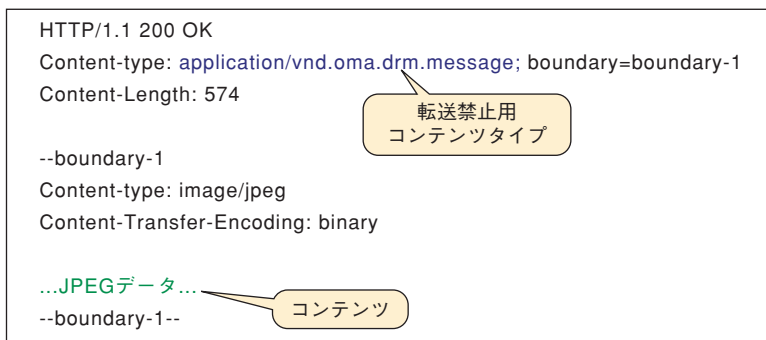 HTTP/1.1 200 OK
Content-type: application/vnd.oma.drm.message; boundary=boundary-1
Content-Length: 574
転送禁止用
コンテンツタイプ
--boundary-1
Content-type: image/jpeg
Content-Transfer-Encoding: binary
...JPEGデータ...
コンテンツ
--boundary-1--